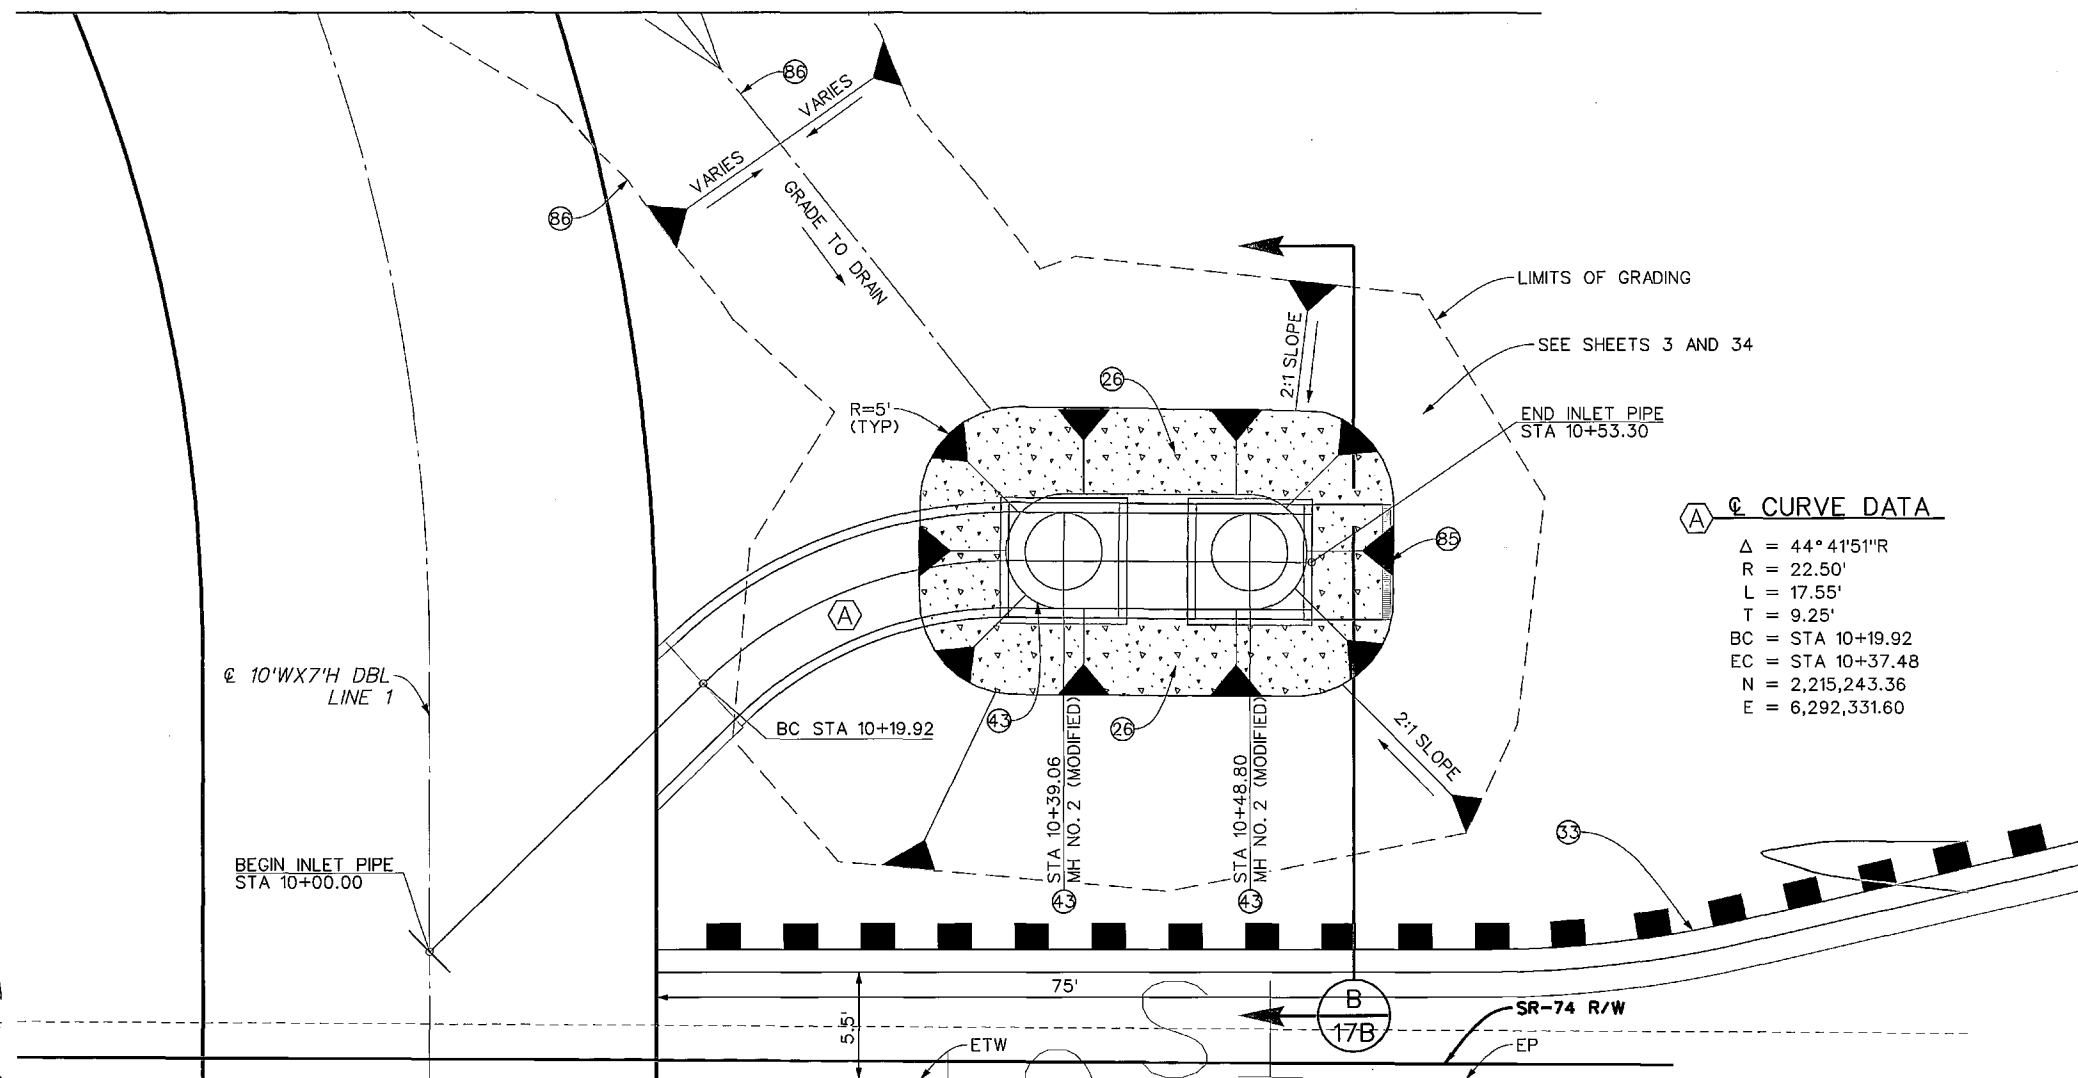 86
VARIES
VARIES
86
GRADE TO DRAIN
LIMITS OF GRADING
2:1 SLOPE
SEE SHEETS 3 AND 34
26
R=5'
(TYP)
END INLET PIPE
STA 10+53.30
A
℄ CURVE DATA
Δ = 44°41'51"R
R = 22.50'
L = 17.55'
T = 9.25'
BC = STA 10+19.92
EC = STA 10+37.48
N = 2,215,243.36
E = 6,292,331.60
85
A
℄ 10'WX7'H DBL
LINE 1
BC STA 10+19.92
43
26
2:1 SLOPE
STA 10+39.06
MH NO. 2 (MODIFIED)
STA 10+48.80
MH NO. 2 (MODIFIED)
33
BEGIN INLET PIPE
STA 10+00.00
43
43
75'
B
17B
SR-74 R/W
5.5'
ETW
EP